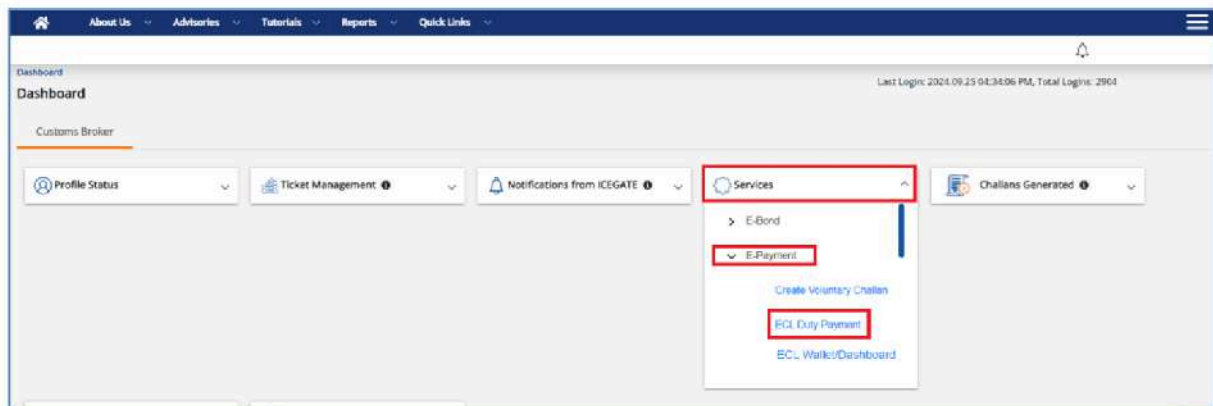 About Us Advisories Tutorials Reports Quick Links
Dashboard
Last Login: 2024.09.25 04:34:06 PM, Total Logins: 2904
Dashboard
Customs Broker
Profile Status
Ticket Management
Notifications from ICEGATE
Services
Challans Generated
E-Bond
E-Payment
Create Voluntary Challan
ECL Duty Payment
ECL Wallet/Dashboard